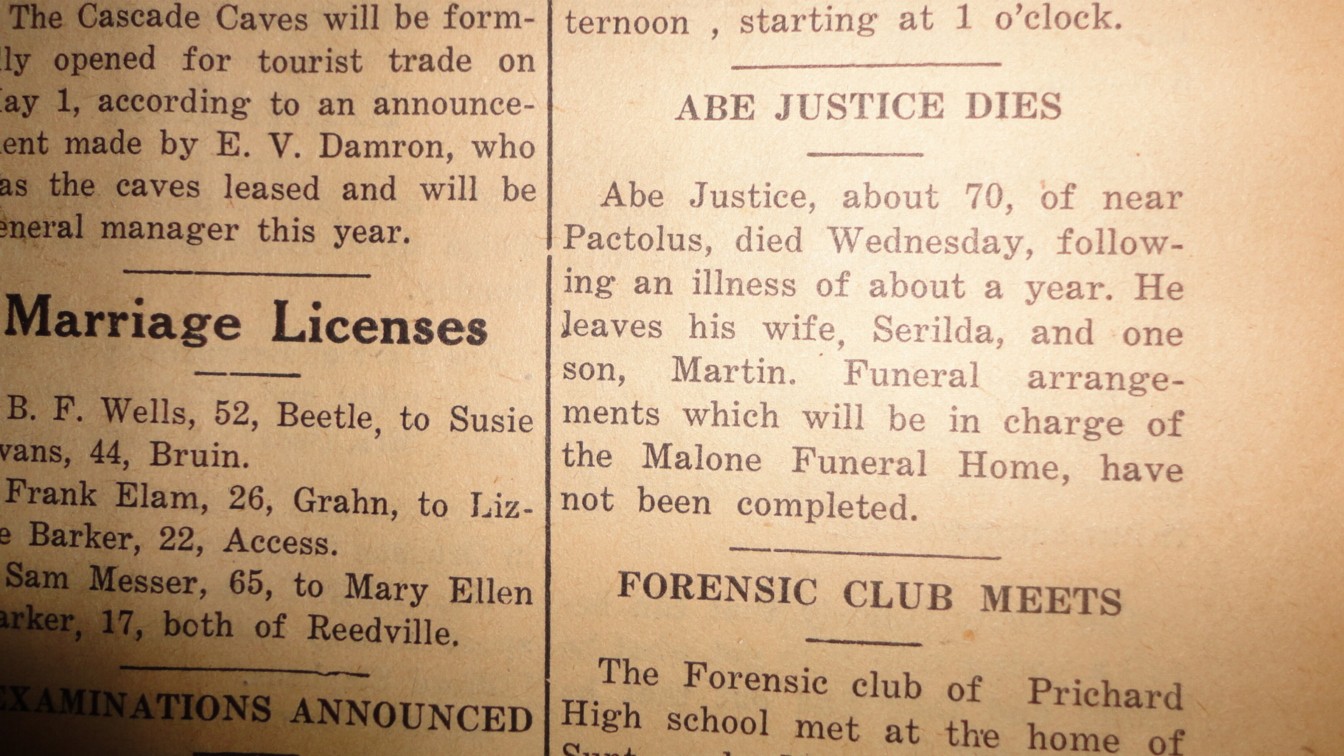 The Cascade Caves will be form-
ly opened for tourist trade on
ay 1, according to an announce-
ent made by E. V. Damron, who
as the caves leased and will be
eneral manager this year.
Marriage Licenses
B. F. Wells, 52, Beetle, to Susie
vans, 44, Bruin.
Frank Elam, 26, Grahn, to Liz-
e Barker, 22, Access.
Sam Messer, 65, to Mary Ellen
arker, 17, both of Reedville.
EXAMINATIONS ANNOUNCED
ternoon , starting at 1 o'clock.
ABE JUSTICE DIES
Abe Justice, about 70, of near
Pactolus, died Wednesday, follow-
ing an illness of about a year. He
leaves his wife, Serilda, and one
son, Martin. Funeral arrange-
ments which will be in charge of
the Malone Funeral Home, have
not been completed.
FORENSIC CLUB MEETS
The Forensic club of Prichard
High school met at the home of